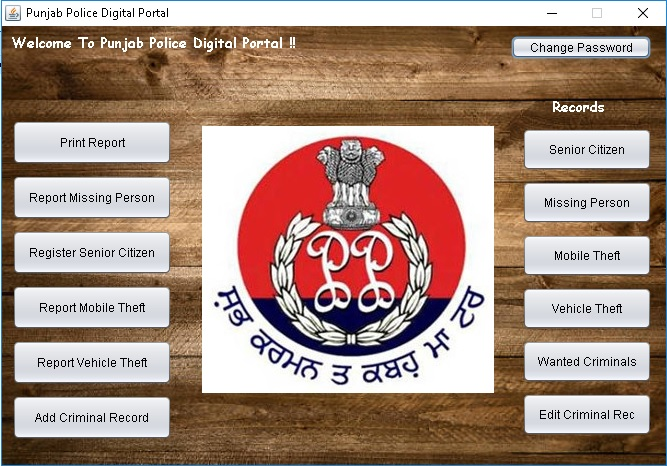 Punjab Police Digital Portal
Welcome To Punjab Police Digital Portal !!
Change Password
Records
Print Report
Report Missing Person
Register Senior Citizen
Report Mobile Theft
Report Vehicle Theft
Add Criminal Record
PP
ਸ਼ੁਭ ਕਰਮਨ ਤੇ ਕਬਹੂ ਮਾ ਟਰ
Senior Citizen
Missing Person
Mobile Theft
Vehicle Theft
Wanted Criminals
Edit Criminal Rec